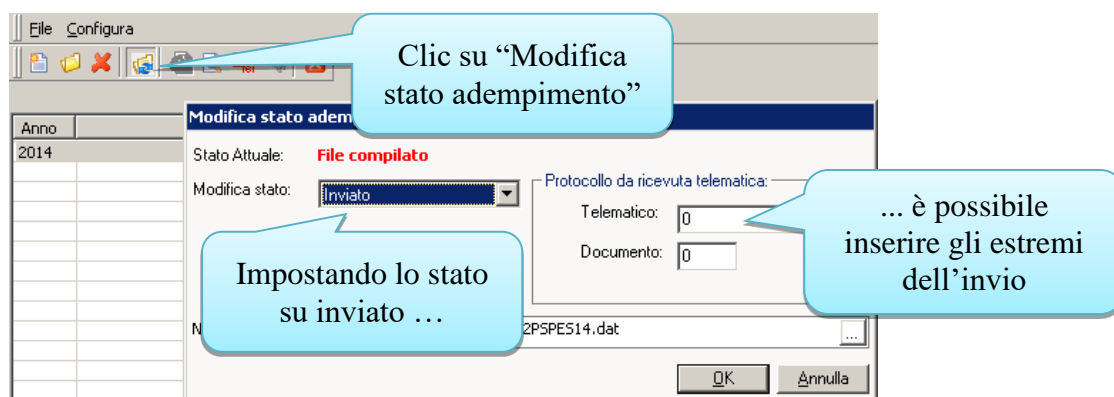 File Configura
Clic su “Modifica
stato adempimento”
Modifica stato
Anno
2014
Stato Attuale: File compilato
Modifica stato: Inviato
Protocollo da ricevuta telematica:
Telematico: 0
Documento: 0
... è possibile
inserire gli estremi
dell’invio
Impostando lo stato
su inviato …
2PSPES14.dat
...
OK Annulla